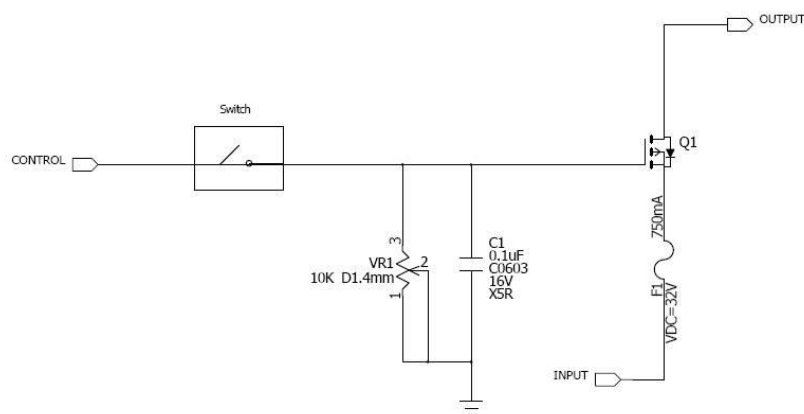 OUTPUT
Switch
CONTROL
Q1
750mA
3
VR1
2
10K D1.4mm
1
C1
0.1uF
C0603
16V
X5R
F1
VDC=32V
INPUT